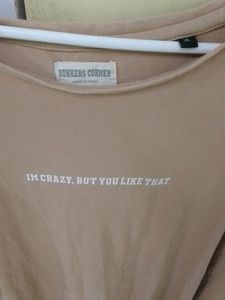 BONKERS CORNER
IM CRAZY, BUT YOU LIKE THAT